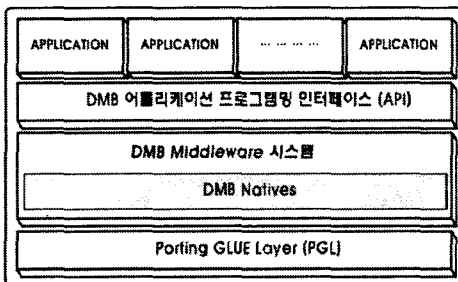 APPLICATION APPLICATION ... ... ... ... APPLICATION
DMB 어플리케이션 프로그램밍 인터페이스 (API)
DMB Middleware 시스템
DMB Natives
Porting GLUE Layer (PGL)